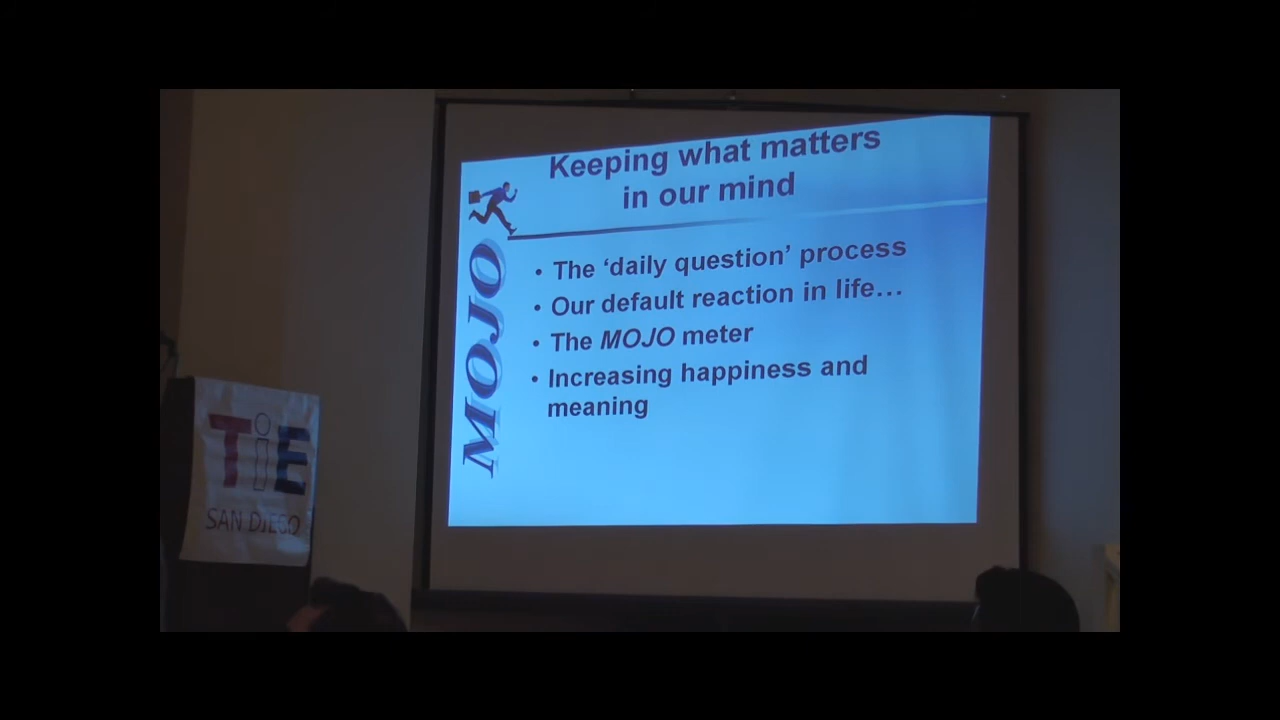 Keeping what matters
in our mind
MOJO
• The ‘daily question’ process
• Our default reaction in life…
• The MOJO meter
• Increasing happiness and
meaning
TiE
SAN DIEGO